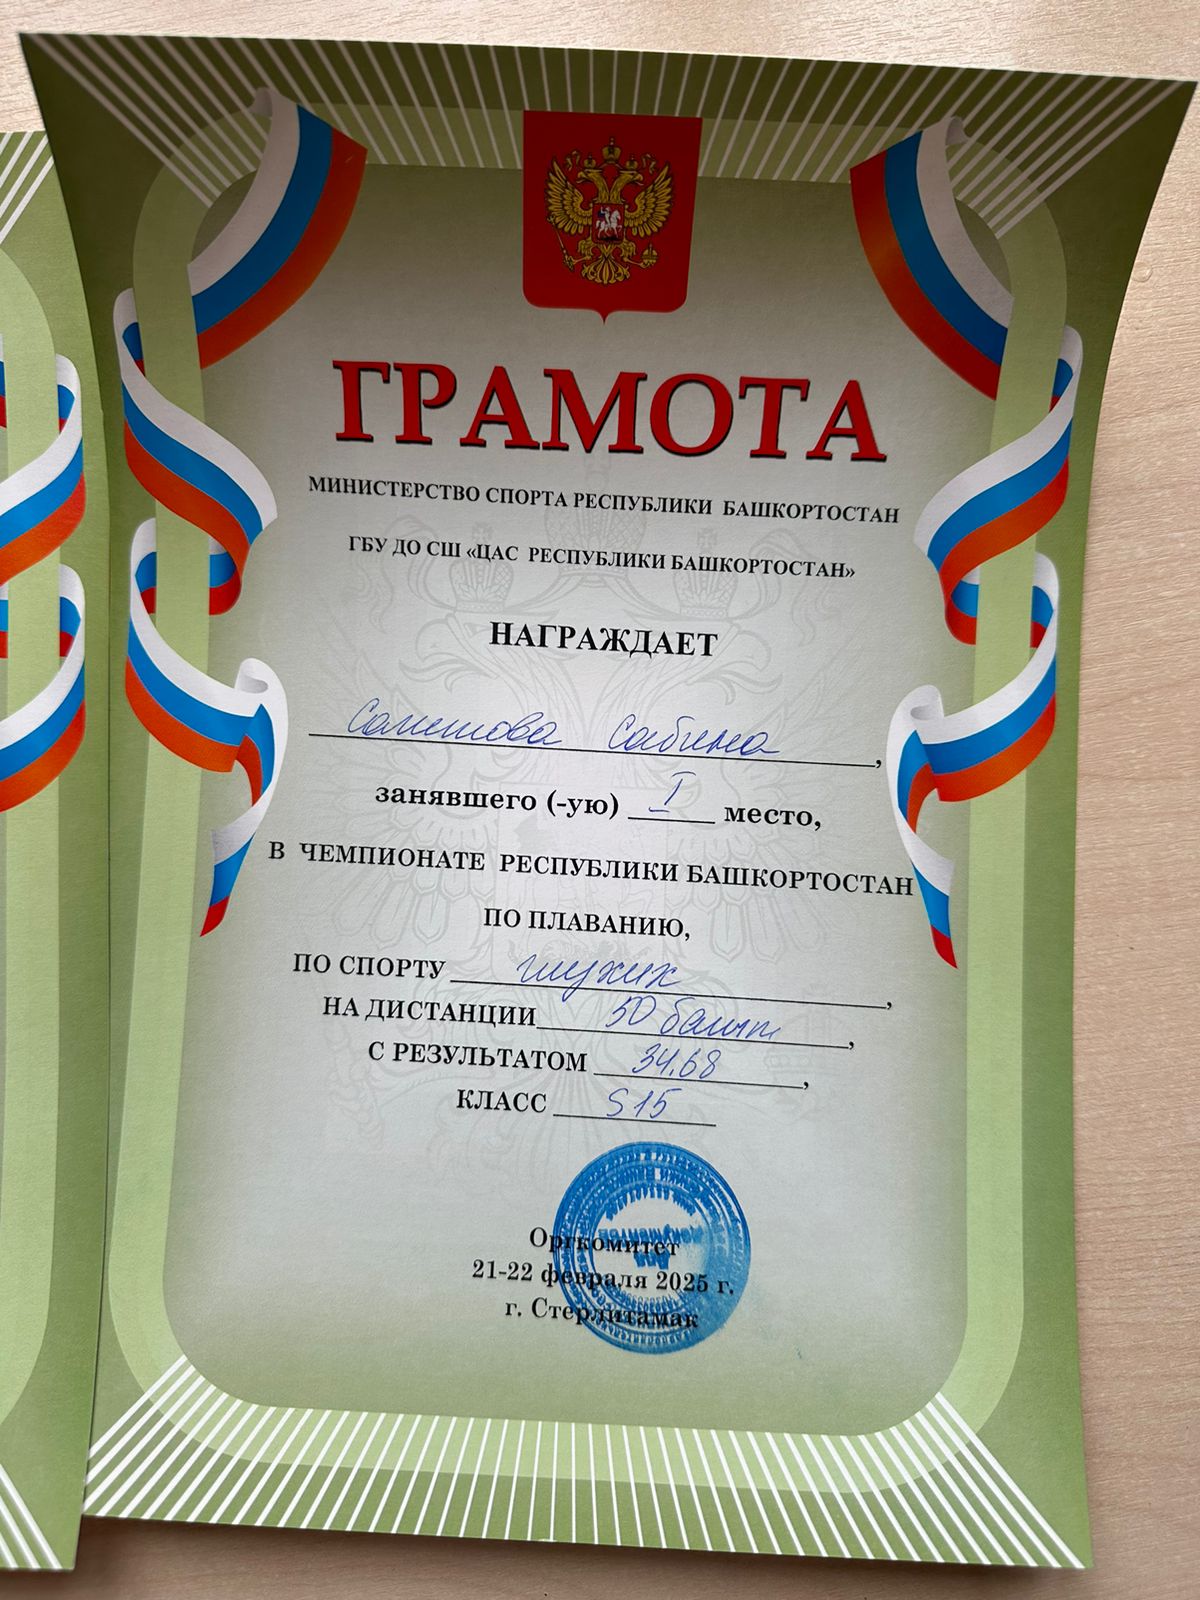 ГРАМОТА
МИНИСТЕРСТВО СПОРТА РЕСПУБЛИКИ БАШКОРТОСТАН
ГБУ ДО СШ «ЦАС РЕСПУБЛИКИ БАШКОРТОСТАН»
НАГРАЖДАЕТ
Сабина,
занявшего (-ую) I место,
В ЧЕМПИОНАТЕ РЕСПУБЛИКИ БАШКОРТОСТАН
ПО ПЛАВАНИЮ,
ПО СПОРТУ глухих,
НА ДИСТАНЦИИ 50 батт,
С РЕЗУЛЬТАТОМ 34.68,
КЛАСС S15
Оргкомитет
21-22 февраля 2025 г.
г. Стерлитамак